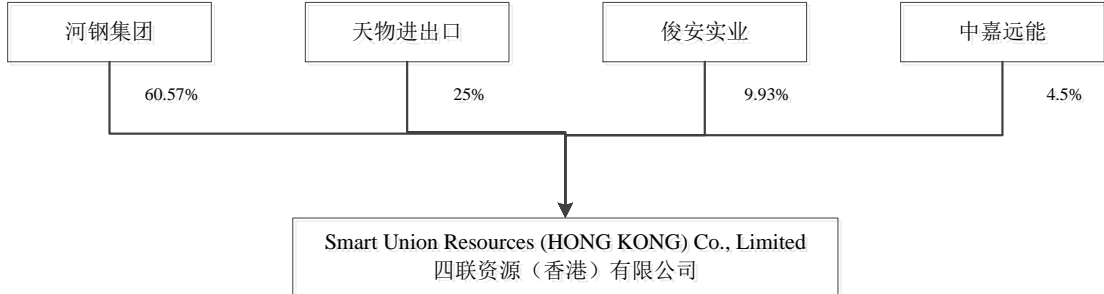 河钢集团
天物进出口
俊安实业
中嘉远能
60.57%
25%
9.93%
4.5%
Smart Union Resources (HONG KONG) Co., Limited
四联资源（香港）有限公司